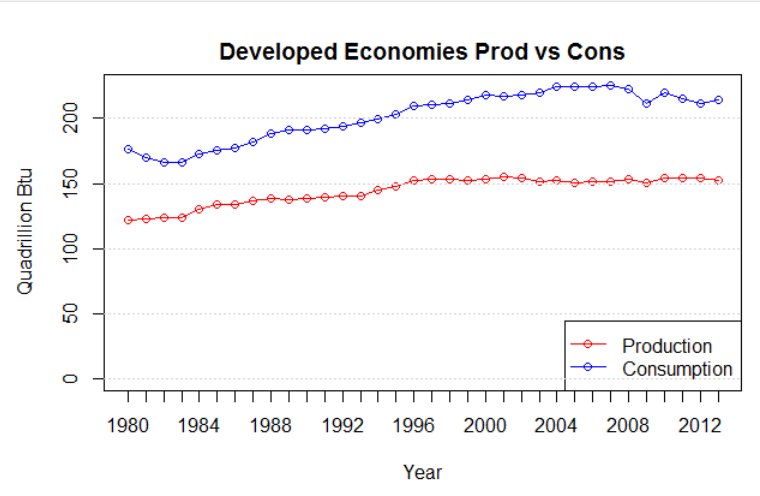 Developed Economies Prod vs Cons
Quadrillion Btu
200
150
100
50
0
Production
Consumption
1980 1984 1988 1992 1996 2000 2004 2008 2012
Year